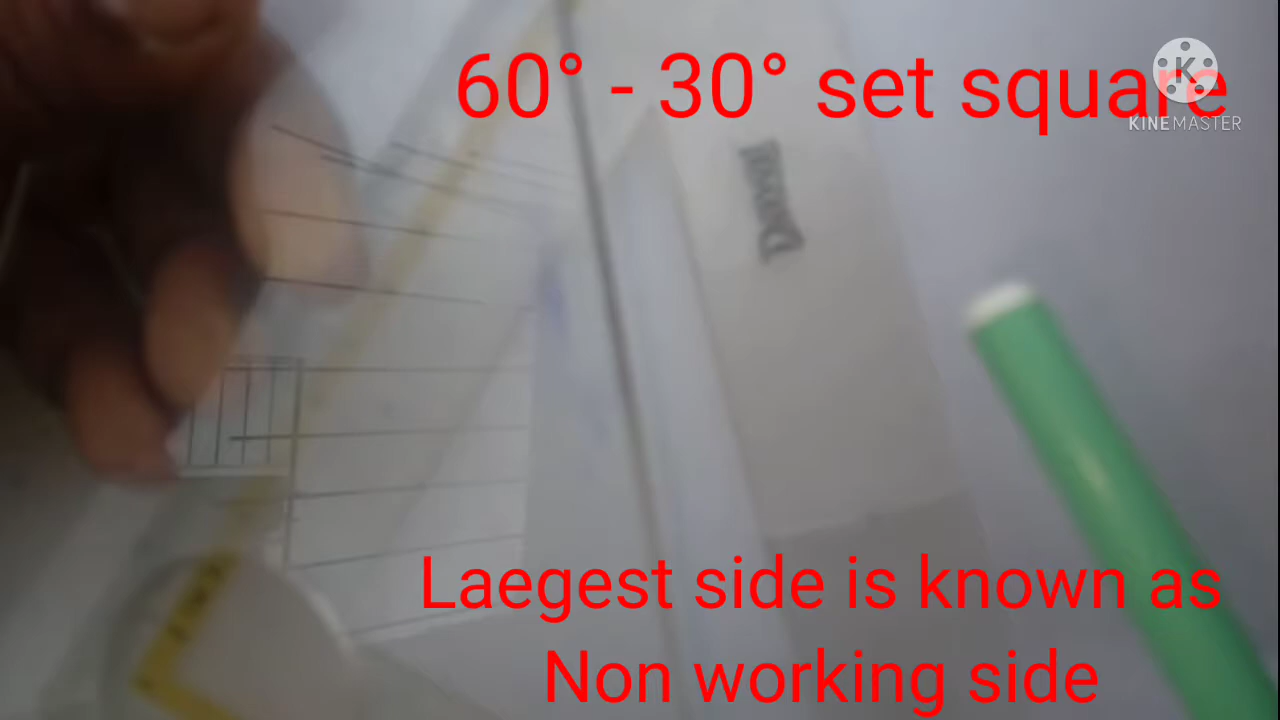 60° - 30° set square
KINEMASTER
Laegest side is known as
Non working side